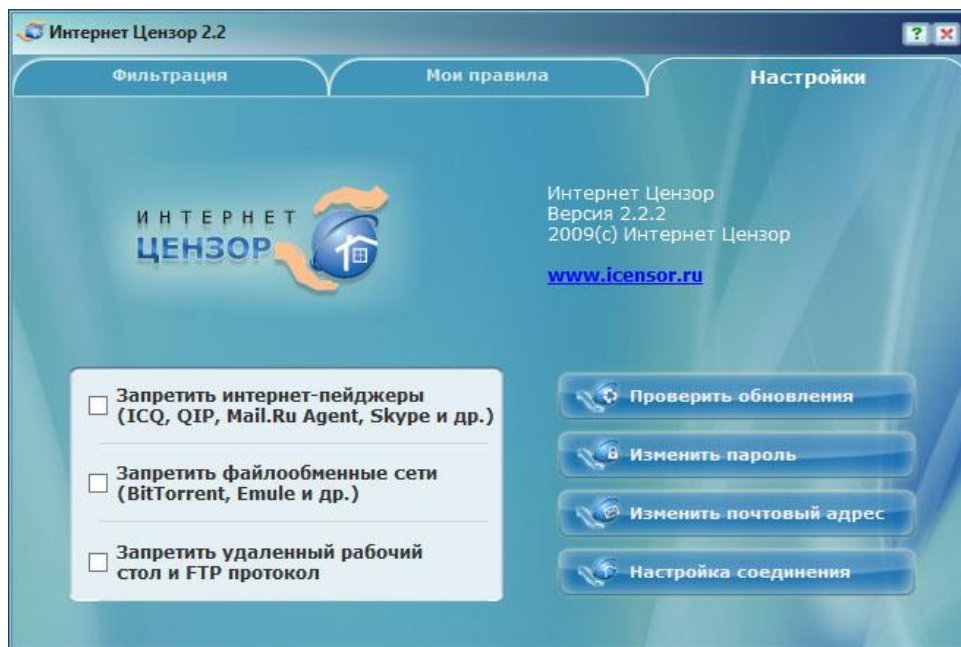 Интернет Цензор 2.2
Фильтрация
Мои правила
Настройки
ИНТЕРНЕТ
ЦЕНЗОР
Интернет Цензор
Версия 2.2.2
2009(c) Интернет Цензор
www.icensor.ru
Запретить интернет-пейджеры
(ICQ, QIP, Mail.Ru Agent, Skype и др.)
Запретить файлообменные сети
(BitTorrent, Emule и др.)
Запретить удаленный рабочий
стол и FTP протокол
Проверить обновления
Изменить пароль
Изменить почтовый адрес
Настройка соединения